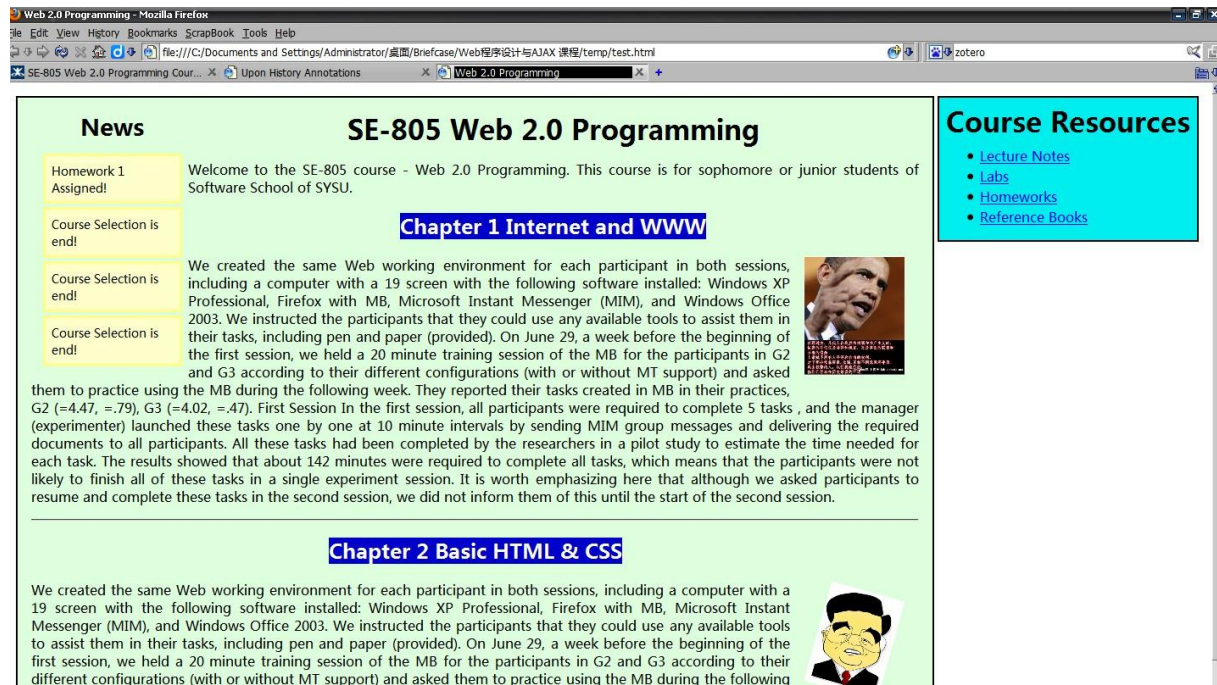 Web 2.0 Programming - Mozilla Firefox
File Edit View History Bookmarks ScrapBook Tools Help
file:///C:/Documents and Settings/Administrator/桌面/Briefcase/Web程序设计与AJAX 课程/temp/test.html
zotero
SE-805 Web 2.0 Programming Cour...
Upon History Annotations
Web 2.0 Programming
News
Homework 1
Assigned!
Course Selection is
end!
Course Selection is
end!
Course Selection is
end!
SE-805 Web 2.0 Programming
Welcome to the SE-805 course - Web 2.0 Programming. This course is for sophomore or junior students of
Software School of SYSU.
Chapter 1 Internet and WWW
We created the same Web working environment for each participant in both sessions,
including a computer with a 19 screen with the following software installed: Windows XP
Professional, Firefox with MB, Microsoft Instant Messenger (MIM), and Windows Office
2003. We instructed the participants that they could use any available tools to assist them in
their tasks, including pen and paper (provided). On June 29, a week before the beginning of
the first session, we held a 20 minute training session of the MB for the participants in G2
and G3 according to their different configurations (with or without MT support) and asked
them to practice using the MB during the following week. They reported their tasks created in MB in their practices,
G2 (=4.47, =.79), G3 (=4.02, =.47). First Session In the first session, all participants were required to complete 5 tasks , and the manager
(experimenter) launched these tasks one by one at 10 minute intervals by sending MIM group messages and delivering the required
documents to all participants. All these tasks had been completed by the researchers in a pilot study to estimate the time needed for
each task. The results showed that about 142 minutes were required to complete all tasks, which means that the participants were not
likely to finish all of these tasks in a single experiment session. It is worth emphasizing here that although we asked participants to
resume and complete these tasks in the second session, we did not inform them of this until the start of the second session.
Chapter 2 Basic HTML & CSS
We created the same Web working environment for each participant in both sessions, including a computer with a
19 screen with the following software installed: Windows XP Professional, Firefox with MB, Microsoft Instant
Messenger (MIM), and Windows Office 2003. We instructed the participants that they could use any available tools
to assist them in their tasks, including pen and paper (provided). On June 29, a week before the beginning of the
first session, we held a 20 minute training session of the MB for the participants in G2 and G3 according to their
different configurations (with or without MT support) and asked them to practice using the MB during the following
Course Resources
Lecture Notes
Labs
Homeworks
Reference Books